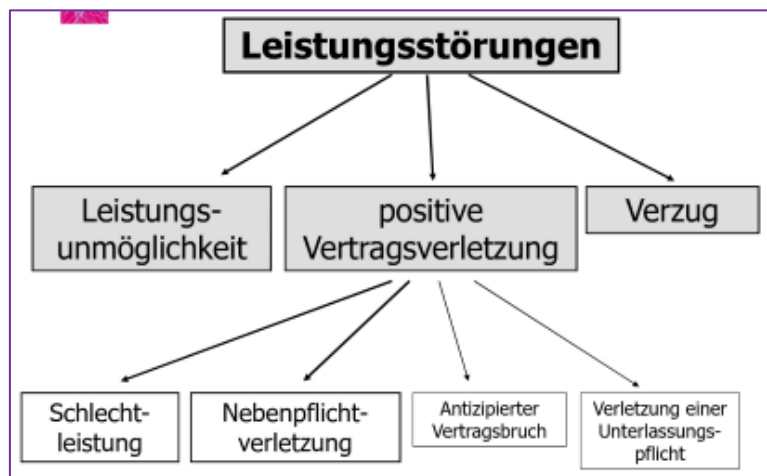 Leistungsstörungen
Leistungs-
unmöglichkeit
positive
Vertragsverletzung
Verzug
Schlecht-
leistung
Nebenpflicht-
verletzung
Antizipierter
Vertragsbruch
Verletzung einer
Unterlassungs-
pflicht